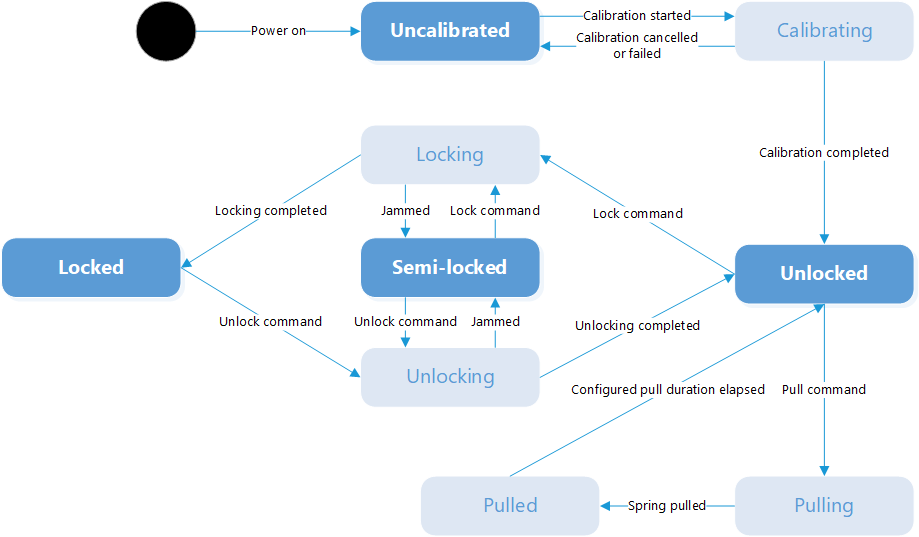 Power on
Uncalibrated
Calibration started
Calibration cancelled
or failed
Calibrating
Calibration completed
Locking
Locking completed
Jammed
Lock command
Lock command
Locked
Semi-locked
Unlocked
Unlock command
Unlock command
Jammed
Unlocking completed
Unlocking
Configured pull duration elapsed
Pull command
Pulled
Spring pulled
Pulling